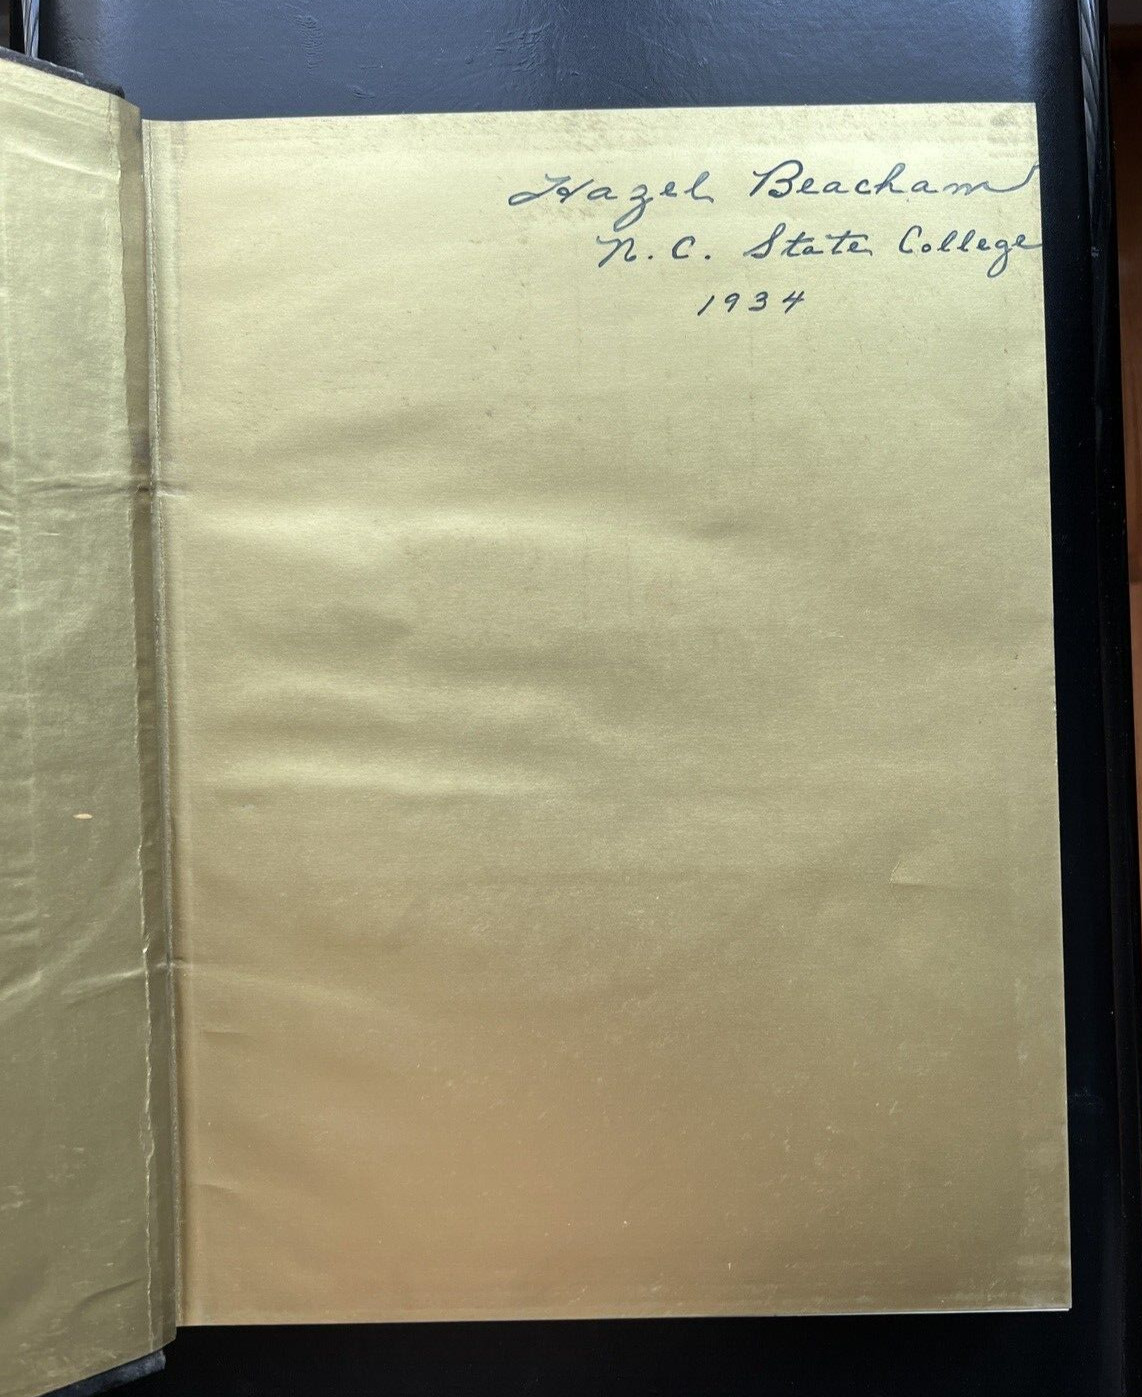 Hazel Beacham
N. C. State College
1934